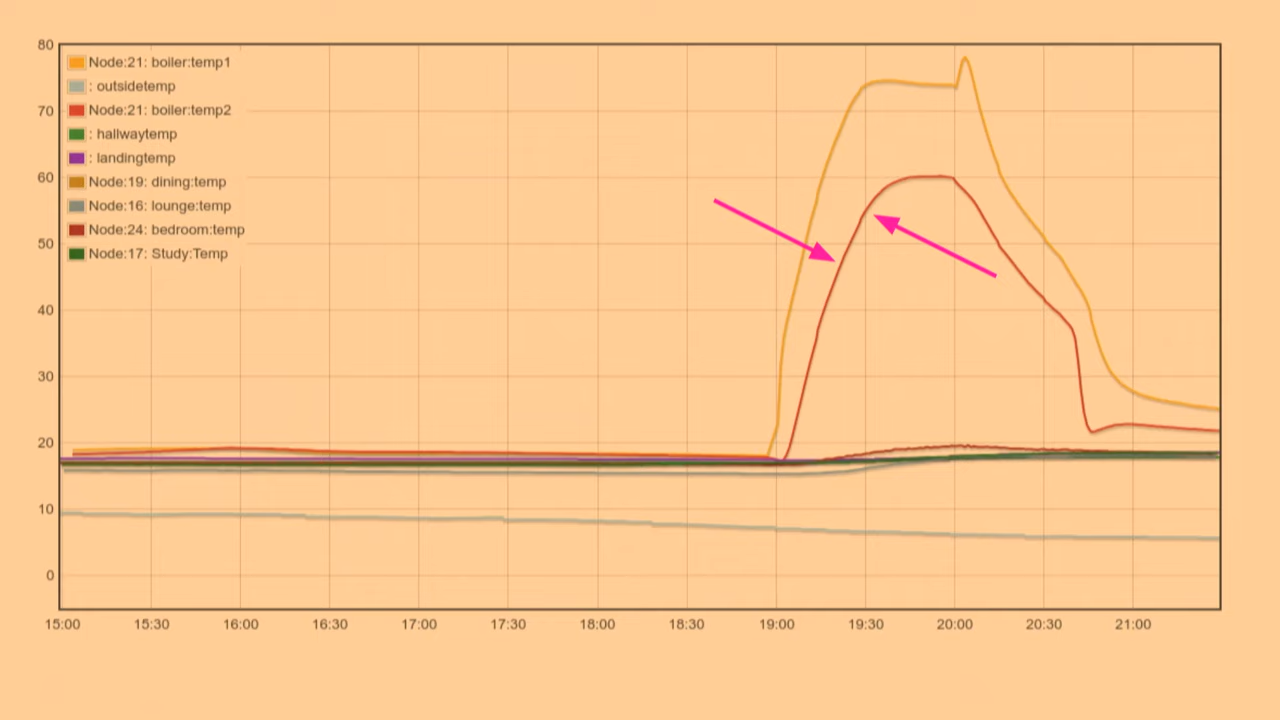 80
70
60
50
40
30
20
10
0
Node:21: boiler:temp1
: outsidetemp
Node:21: boiler:temp2
: hallwaytemp
: landingtemp
Node:19: dining:temp
Node:16: lounge:temp
Node:24: bedroom:temp
Node:17: Study:Temp
15:00 15:30 16:00 16:30 17:00 17:30 18:00 18:30 19:00 19:30 20:00 20:30 21:00